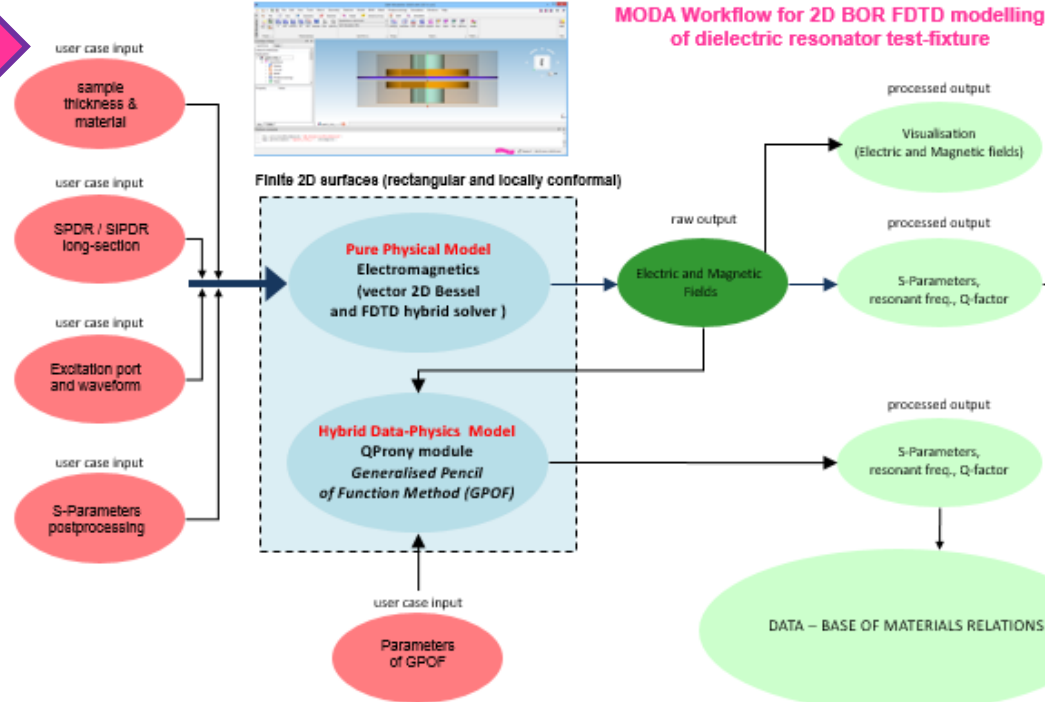 MODA Workflow for 2D BOR FDTD modelling
of dielectric resonator test-fixture
user case input
sample
thickness &
material
user case input
SPDR / SiPDR
long-section
user case input
Excitation port
and waveform
user case input
S-Parameters
postprocessing
Finite 2D surfaces (rectangular and locally conformal)
Pure Physical Model
Electromagnetics
(vector 2D Bessel
and FDTD hybrid solver )
Hybrid Data-Physics Model
QProny module
Generalised Pencil
of Function Method (GPOF)
user case input
Parameters
of GPOF
raw output
Electric and Magnetic
Fields
processed output
Visualisation
(Electric and Magnetic fields)
processed output
S-Parameters,
resonant freq., Q-factor
processed output
S-Parameters,
resonant freq., Q-factor
DATA – BASE OF MATERIALS RELATIONS